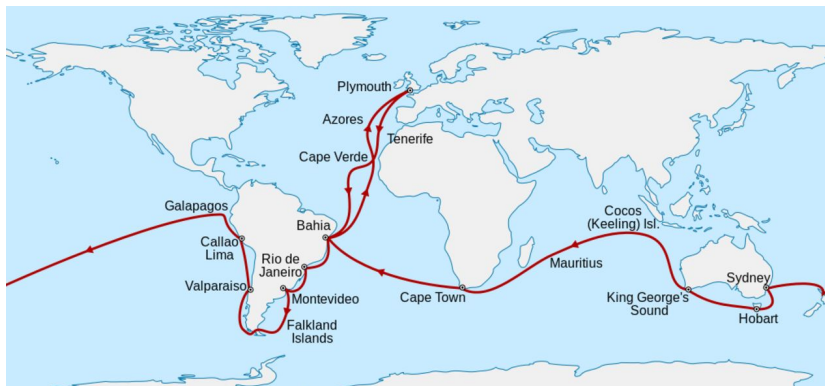 Plymouth
Azores
Tenerife
Cape Verde
Galapagos
Cocos
(Keeling) Isl.
Bahia
Callao
Lima
Rio de
Janeiro
Mauritius
Sydney
Valparaiso
Montevideo
Cape Town
King George's
Sound
Falkland
Islands
Hobart